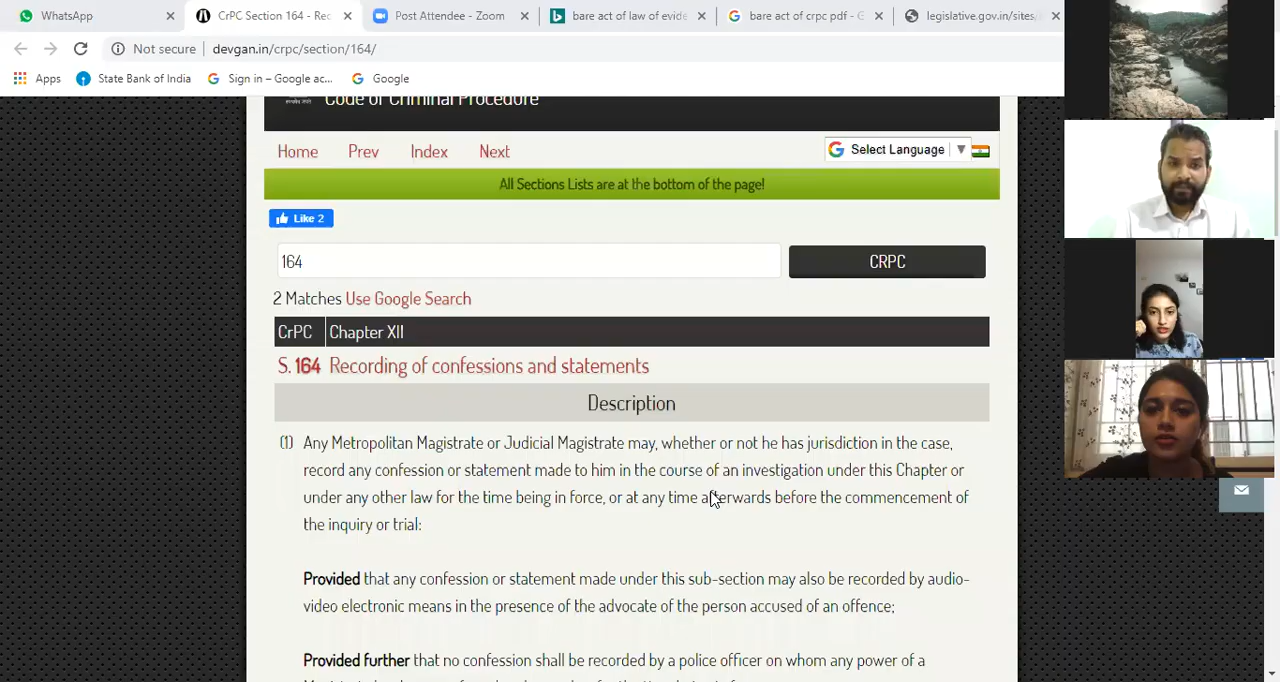 WhatsApp
CrPC Section 164 - Rec
Post Attendee - Zoom
bare act of law of evide
bare act of crpc pdf - G
legislative.gov.in/sites/
Not secure
devgan.in/crpc/section/164/
Apps
State Bank of India
Sign in – Google ac...
Google
Code of Criminal Procedure
Home Prev Index Next
Select Language
All Sections Lists are at the bottom of the page!
Like 2
164
CRPC
2 Matches Use Google Search
CrPC Chapter XII
S. 164 Recording of confessions and statements
Description
(1) Any Metropolitan Magistrate or Judicial Magistrate may, whether or not he has jurisdiction in the case,
record any confession or statement made to him in the course of an investigation under this Chapter or
under any other law for the time being in force, or at any time afterwards before the commencement of
the inquiry or trial:
Provided that any confession or statement made under this sub-section may also be recorded by audio-
video electronic means in the presence of the advocate of the person accused of an offence;
Provided further that no confession shall be recorded by a police officer on whom any power of a